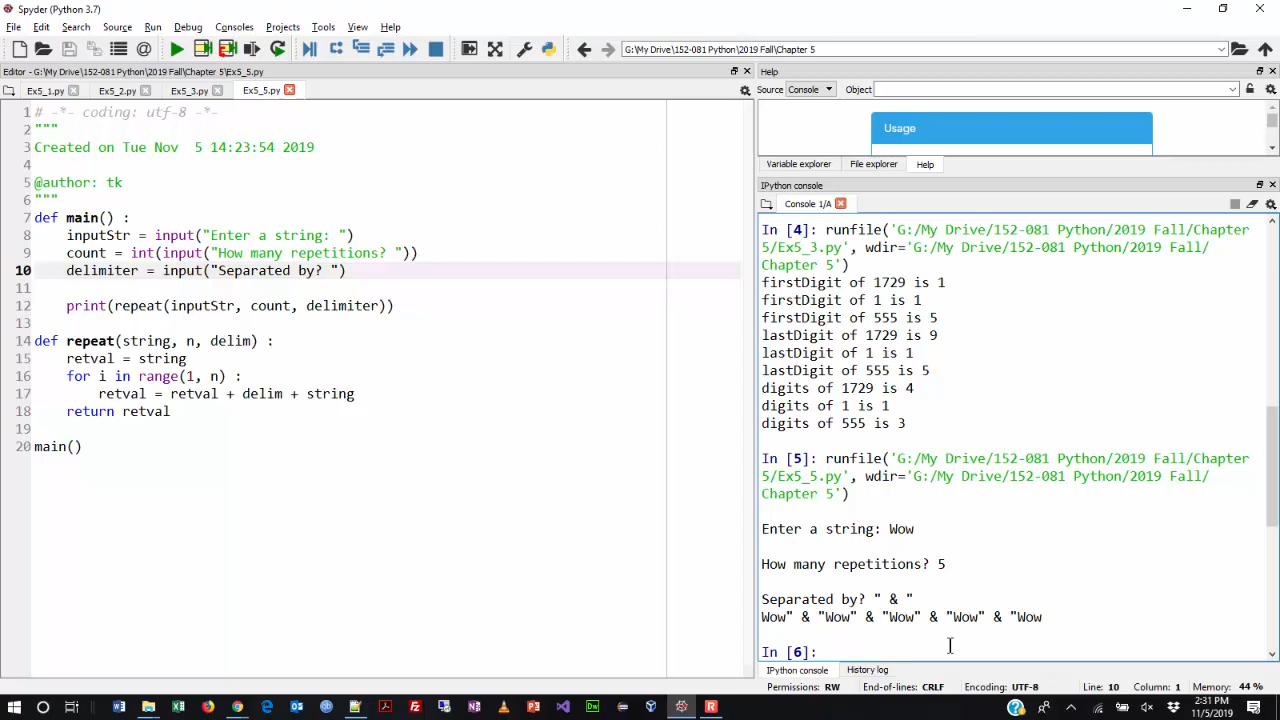 Spyder (Python 3.7)
File Edit Search Source Run Debug Consoles Projects Tools View Help
G:\My Drive\152-081 Python\2019 Fall\Chapter 5
Editor - G:\My Drive\152-081 Python\2019 Fall\Chapter 5\Ex5_5.py
Ex5_1.py Ex5_2.py Ex5_3.py Ex5_5.py
1 # -*- coding: utf-8 -*-
2 """
3 Created on Tue Nov  5 14:23:54 2019
4
5 @author: tk
6 """
7 def main() :
8     inputStr = input("Enter a string: ")
9     count = int(input("How many repetitions? "))
10     delimiter = input("Separated by? ")
11
12     print(repeat(inputStr, count, delimiter))
13
14 def repeat(string, n, delim) :
15     retval = string
16     for i in range(1, n) :
17         retval = retval + delim + string
18     return retval
19
20 main()
Help
Source Console Object
Usage
Variable explorer File explorer Help
IPython console
Console 1/A
In [4]: runfile('G:/My Drive/152-081 Python/2019 Fall/Chapter
5/Ex5_3.py', wdir='G:/My Drive/152-081 Python/2019 Fall/
Chapter 5')
firstDigit of 1729 is 1
firstDigit of 1 is 1
firstDigit of 555 is 5
lastDigit of 1729 is 9
lastDigit of 1 is 1
lastDigit of 555 is 5
digits of 1729 is 4
digits of 1 is 1
digits of 555 is 3
In [5]: runfile('G:/My Drive/152-081 Python/2019 Fall/Chapter
5/Ex5_5.py', wdir='G:/My Drive/152-081 Python/2019 Fall/
Chapter 5')
Enter a string: Wow
How many repetitions? 5
Separated by? " & "
Wow" & "Wow" & "Wow" & "Wow" & "Wow
In [6]:
IPython console History log
Permissions: RW End-of-lines: CRLF Encoding: UTF-8 Line: 10 Column: 1 Memory: 44 %
2:31 PM
11/5/2019